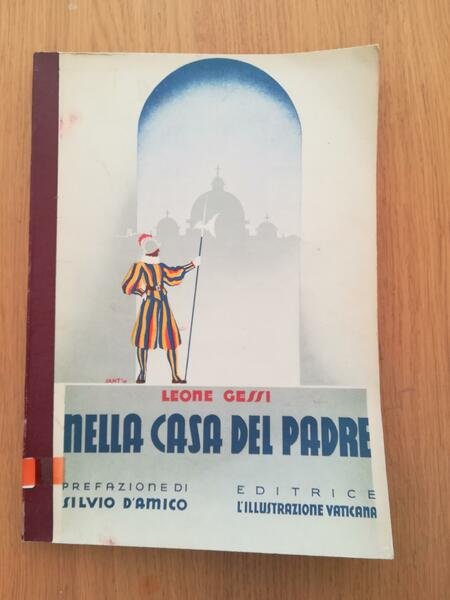 LEONE GESSI
NELLA CASA DEL PADRE
PREFAZIONE DI
SILVIO D'AMICO
EDITRICE
L'ILLUSTRAZIONE VATICANA